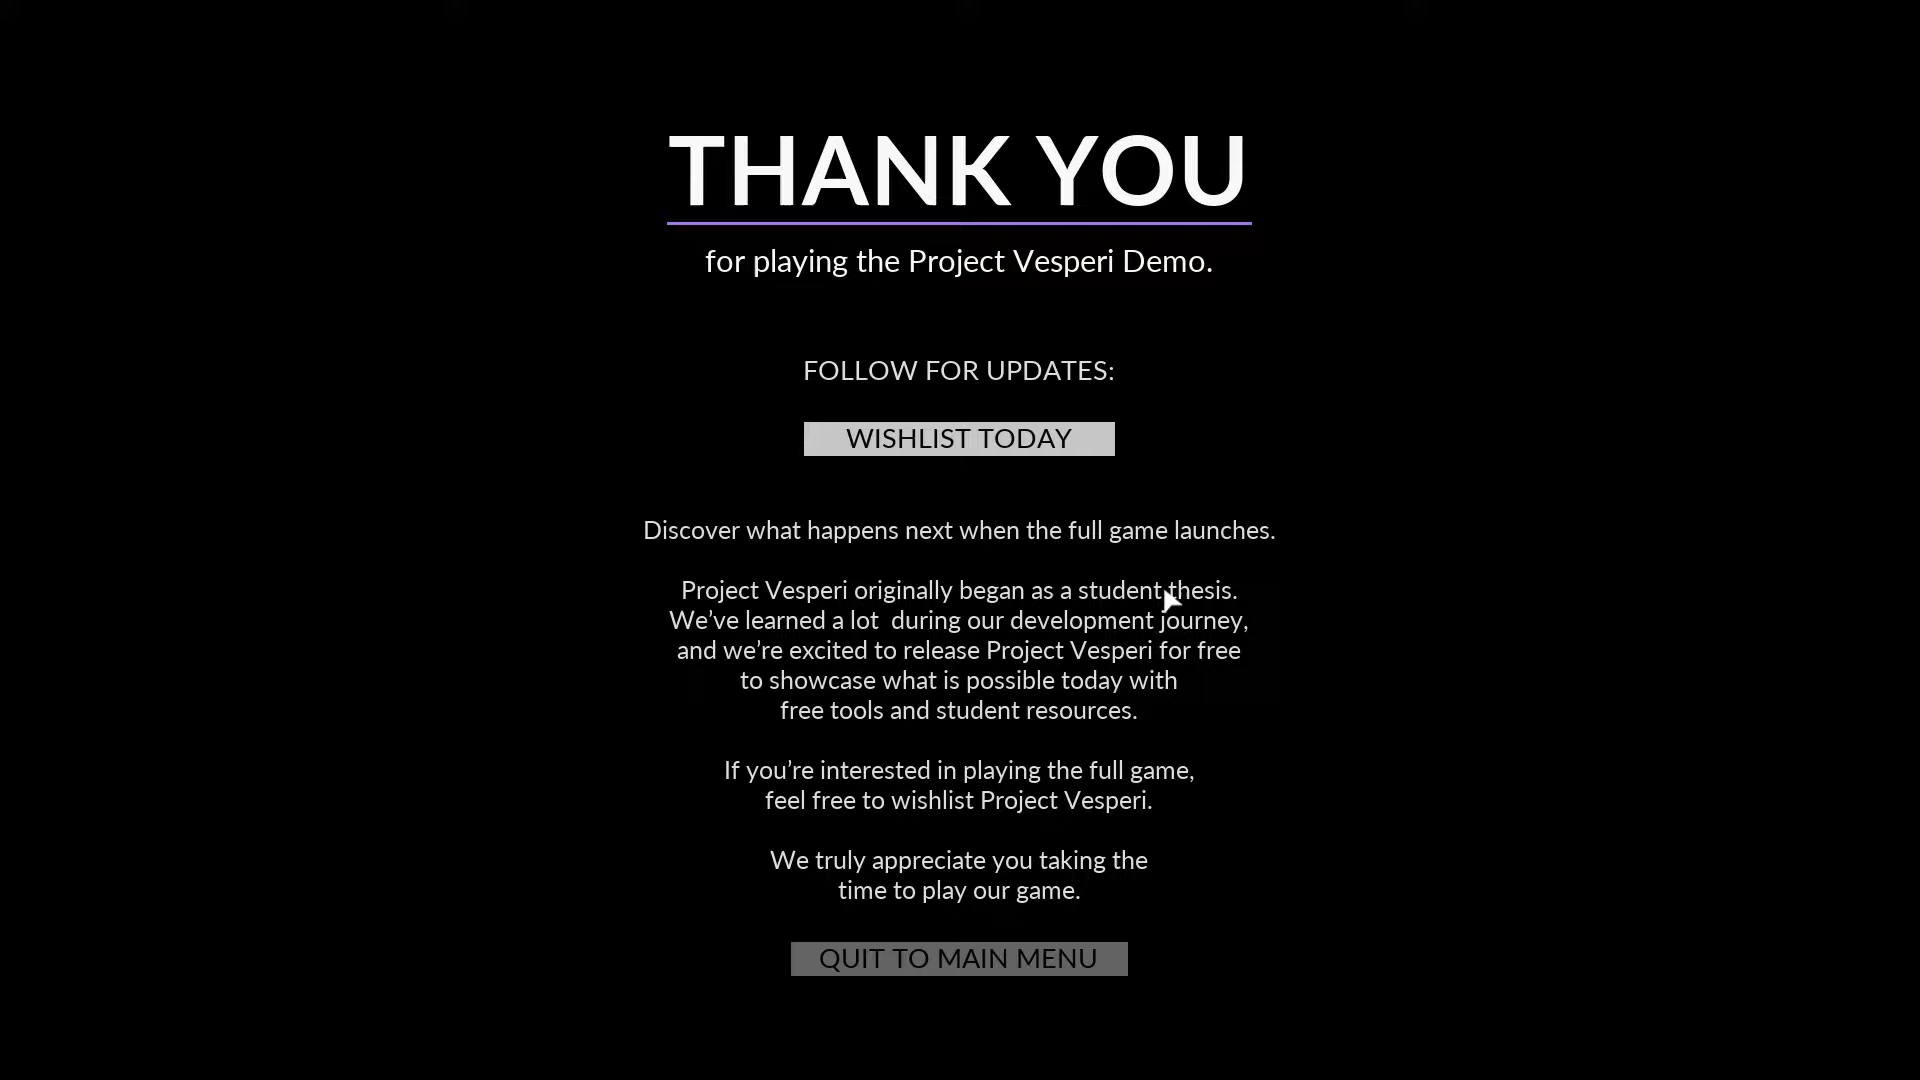 THANK YOU
for playing the Project Vesperi Demo.
FOLLOW FOR UPDATES:
WISHLIST TODAY
Discover what happens next when the full game launches.
Project Vesperi originally began as a student thesis.
We’ve learned a lot  during our development journey,
and we’re excited to release Project Vesperi for free
to showcase what is possible today with
free tools and student resources.
If you’re interested in playing the full game,
feel free to wishlist Project Vesperi.
We truly appreciate you taking the
time to play our game.
QUIT TO MAIN MENU